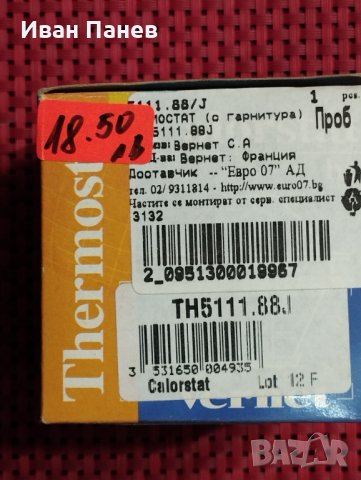 Иван Панев
5111.88/J
1
18.50
лв
МОСТАТ (с гарнитура)
5111.88J
Проб
Вернет С.А
Вернет: Франция
Доставчик -- "Евро 07" АД
тел. 02/ 9311814 - http://www.euro07.bg
Частите се монтират от серв. специалист
3132
2_0951300018967
TH5111.88J
3 531650 004935
Calorstat Lot 12 F
Thermost
vernet
BAZAR